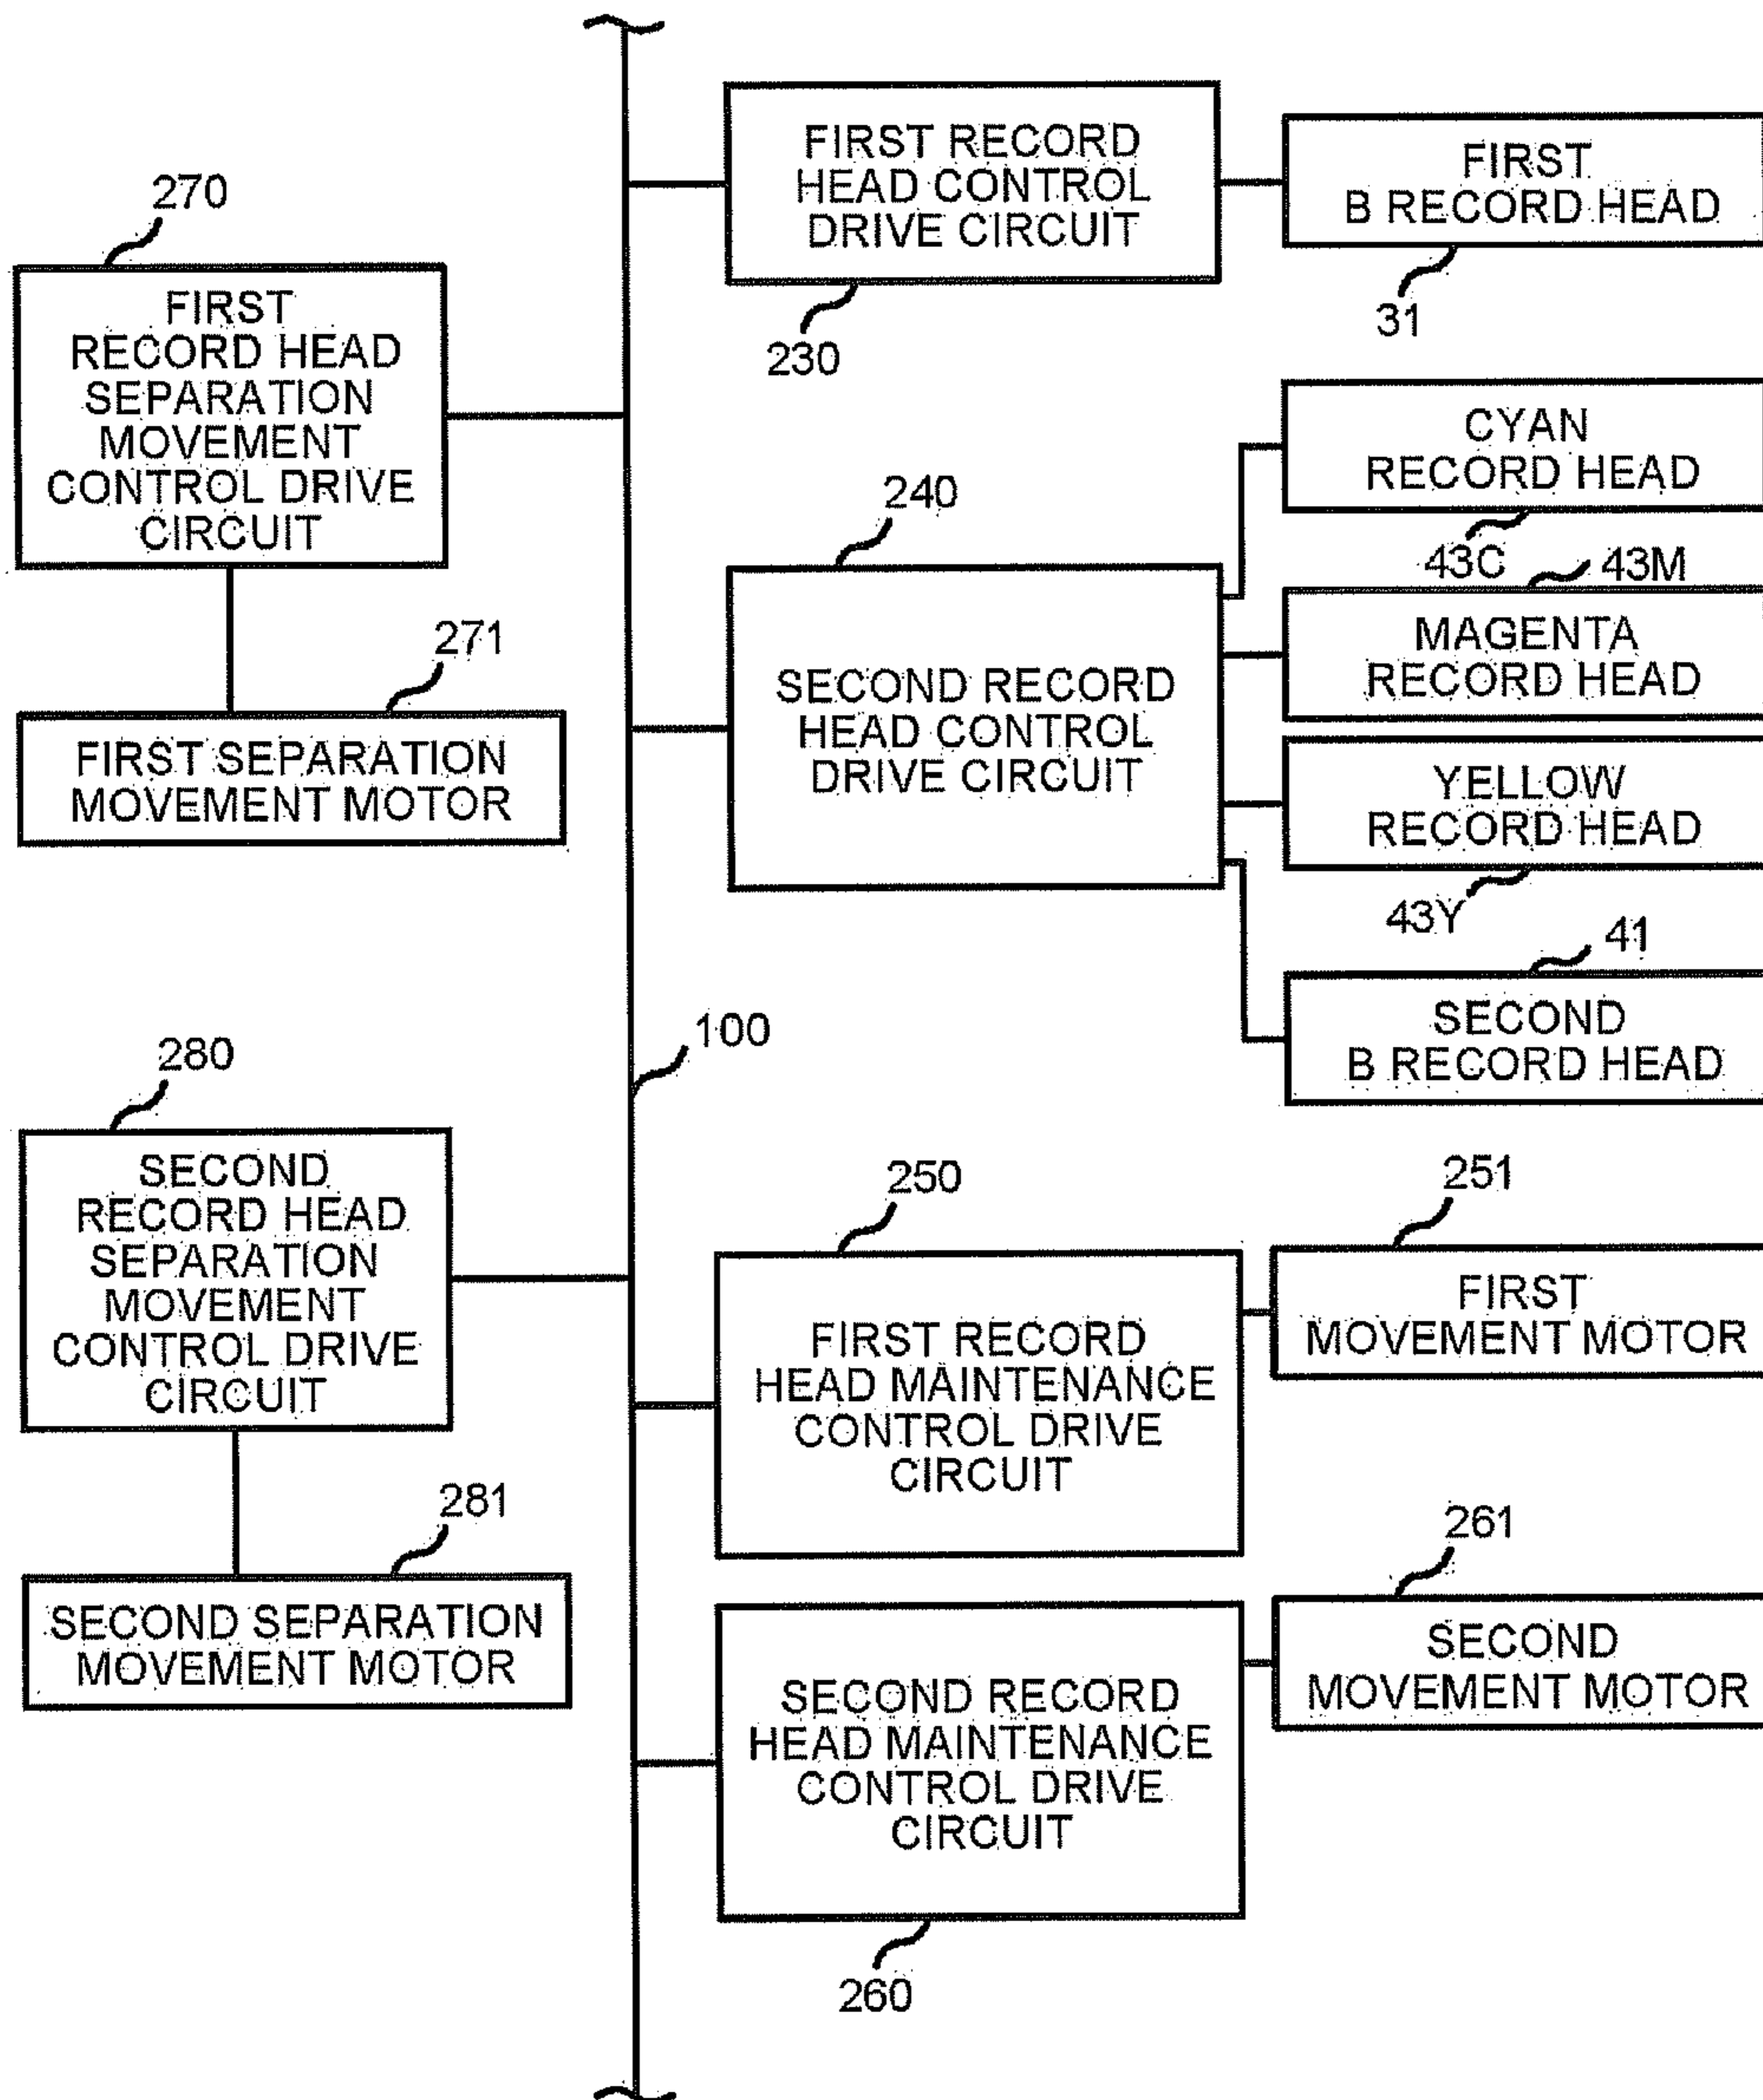 FIRST RECORD
HEAD CONTROL
DRIVE CIRCUIT
230
FIRST
B RECORD HEAD
31
270
FIRST
RECORD HEAD
SEPARATION
MOVEMENT
CONTROL DRIVE
CIRCUIT
271
FIRST SEPARATION
MOVEMENT MOTOR
240
SECOND RECORD
HEAD CONTROL
DRIVE CIRCUIT
CYAN
RECORD HEAD
43C
43M
MAGENTA
RECORD HEAD
YELLOW
RECORD HEAD
43Y
41
SECOND
B RECORD HEAD
100
280
SECOND
RECORD HEAD
SEPARATION
MOVEMENT
CONTROL DRIVE
CIRCUIT
281
SECOND SEPARATION
MOVEMENT MOTOR
250
FIRST RECORD
HEAD MAINTENANCE
CONTROL DRIVE
CIRCUIT
251
FIRST
MOVEMENT MOTOR
SECOND RECORD
HEAD MAINTENANCE
CONTROL DRIVE
CIRCUIT
260
261
SECOND
MOVEMENT MOTOR